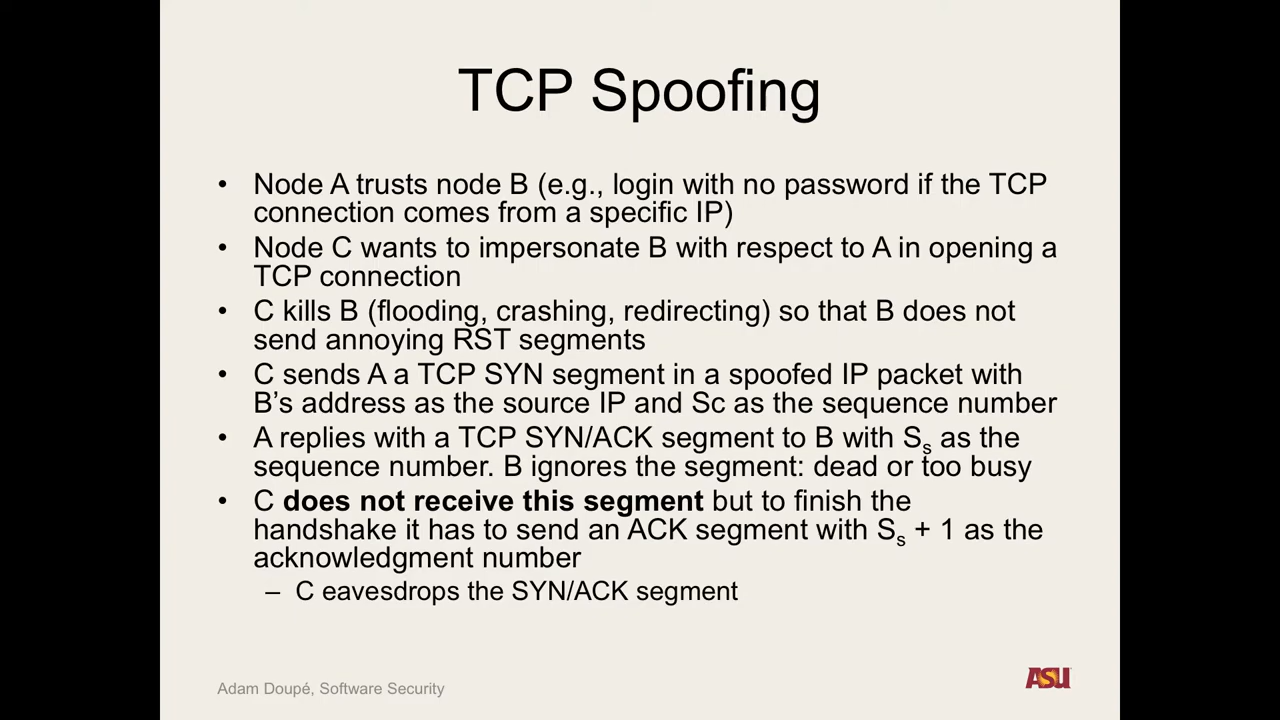 TCP Spoofing
• Node A trusts node B (e.g., login with no password if the TCP
connection comes from a specific IP)
• Node C wants to impersonate B with respect to A in opening a
TCP connection
• C kills B (flooding, crashing, redirecting) so that B does not
send annoying RST segments
• C sends A a TCP SYN segment in a spoofed IP packet with
B’s address as the source IP and Sc as the sequence number
• A replies with a TCP SYN/ACK segment to B with Ss as the
sequence number. B ignores the segment: dead or too busy
• C does not receive this segment but to finish the
handshake it has to send an ACK segment with Ss + 1 as the
acknowledgment number
– C eavesdrops the SYN/ACK segment
Adam Doupé, Software Security
ASU